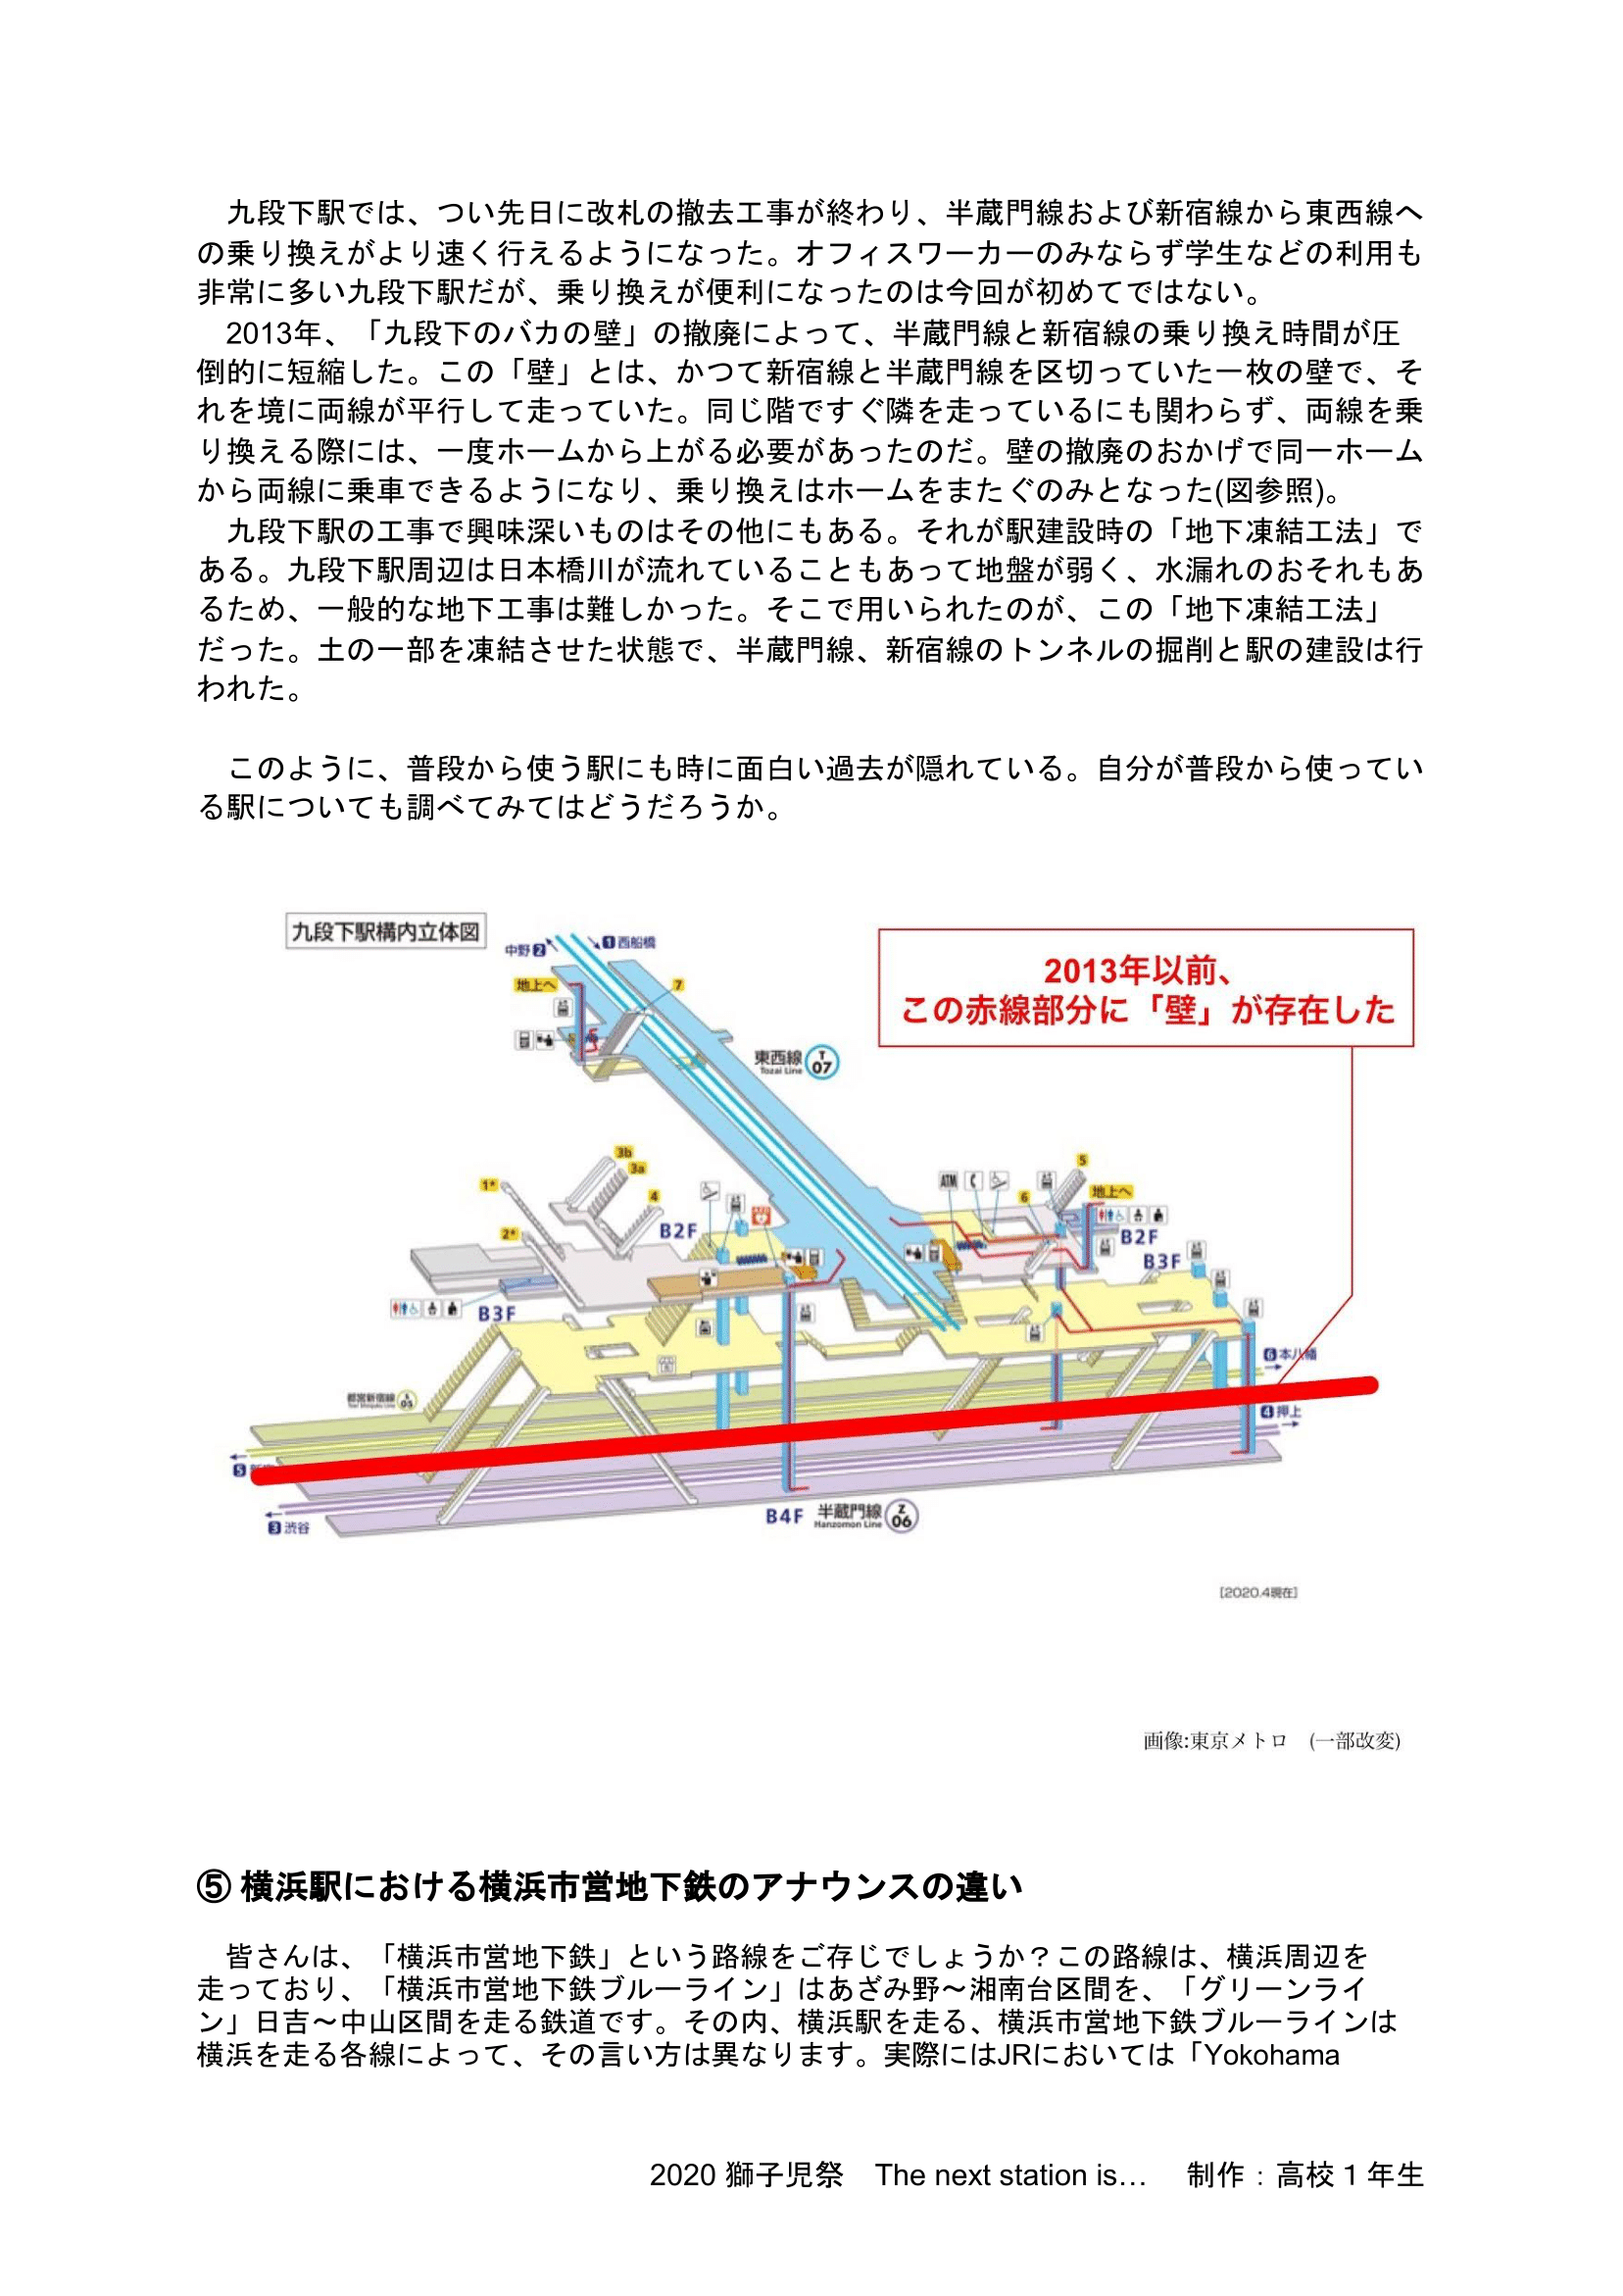 九段下駅では、つい先日に改札の撤去工事が終わり、半蔵門線および新宿線から東西線へ
の乗り換えがより速く行えるようになった。オフィスワーカーのみならず学生などの利用も
非常に多い九段下駅だが、乗り換えが便利になったのは今回が初めてではない。
2013年、「九段下のバカの壁」の撤廃によって、半蔵門線と新宿線の乗り換え時間が圧
倒的に短縮した。この「壁」とは、かつて新宿線と半蔵門線を区切っていた一枚の壁で、そ
れを境に両線が平行して走っていた。同じ階ですぐ隣を走っているにも関わらず、両線を乗
り換える際には、一度ホームから上がる必要があったのだ。壁の撤廃のおかげで同一ホーム
から両線に乗車できるようになり、乗り換えはホームをまたぐのみとなった(図参照)。
九段下駅の工事で興味深いものはその他にもある。それが駅建設時の「地下凍結工法」で
ある。九段下駅周辺は日本橋川が流れていることもあって地盤が弱く、水漏れのおそれもあ
るため、一般的な地下工事は難しかった。そこで用いられたのが、この「地下凍結工法」
だった。土の一部を凍結させた状態で、半蔵門線、新宿線のトンネルの掘削と駅の建設は行
われた。
このように、普段から使う駅にも時に面白い過去が隠れている。自分が普段から使ってい
る駅についても調べてみてはどうだろうか。
九段下駅構内立体図
中野 2
1 西船橋
2013年以前、
この赤線部分に「壁」が存在した
地上へ
7
東西線 T 07
Tozai Line
3b
3a
1*
4
2*
B2F
ATM
5
6
地上へ
B2F
B3F
B3F
都営新宿線
6 本八幡
4 押上
5
3 渋谷
B4F 半蔵門線 Z 06
Hanzomon Line
[2020.4現在]
画像:東京メトロ (一部改変)
⑤ 横浜駅における横浜市営地下鉄のアナウンスの違い
皆さんは、「横浜市営地下鉄」という路線をご存じでしょうか？この路線は、横浜周辺を
走っており、「横浜市営地下鉄ブルーライン」はあざみ野～湘南台区間を、「グリーンライ
ン」日吉～中山区間を走る鉄道です。その内、横浜駅を走る、横浜市営地下鉄ブルーラインは
横浜を走る各線によって、その言い方は異なります。実際にはJRにおいては「Yokohama
2020 獅子児祭 The next station is… 制作：高校１年生